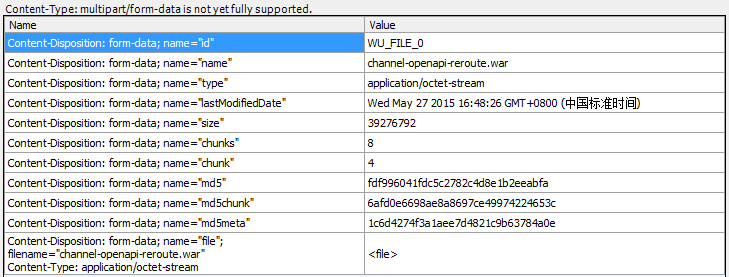 Content-Type: multipart/form-data is not yet fully supported.
Name Value
Content-Disposition: form-data; name="id" WU_FILE_0
Content-Disposition: form-data; name="name" channel-openapi-reroute.war
Content-Disposition: form-data; name="type" application/octet-stream
Content-Disposition: form-data; name="lastModifiedDate" Wed May 27 2015 16:48:26 GMT+0800 (中国标准时间)
Content-Disposition: form-data; name="size" 39276792
Content-Disposition: form-data; name="chunks" 8
Content-Disposition: form-data; name="chunk" 4
Content-Disposition: form-data; name="md5" fdf996041fdc5c2782c4d8e1b2eeabfa
Content-Disposition: form-data; name="md5chunk" 6afd0e6698ae8a8697ce49974224653c
Content-Disposition: form-data; name="md5meta" 1c6d4274f3a1aee7d4821c9b63784a0e
Content-Disposition: form-data; name="file";
filename="channel-openapi-reroute.war" <file>
Content-Type: application/octet-stream